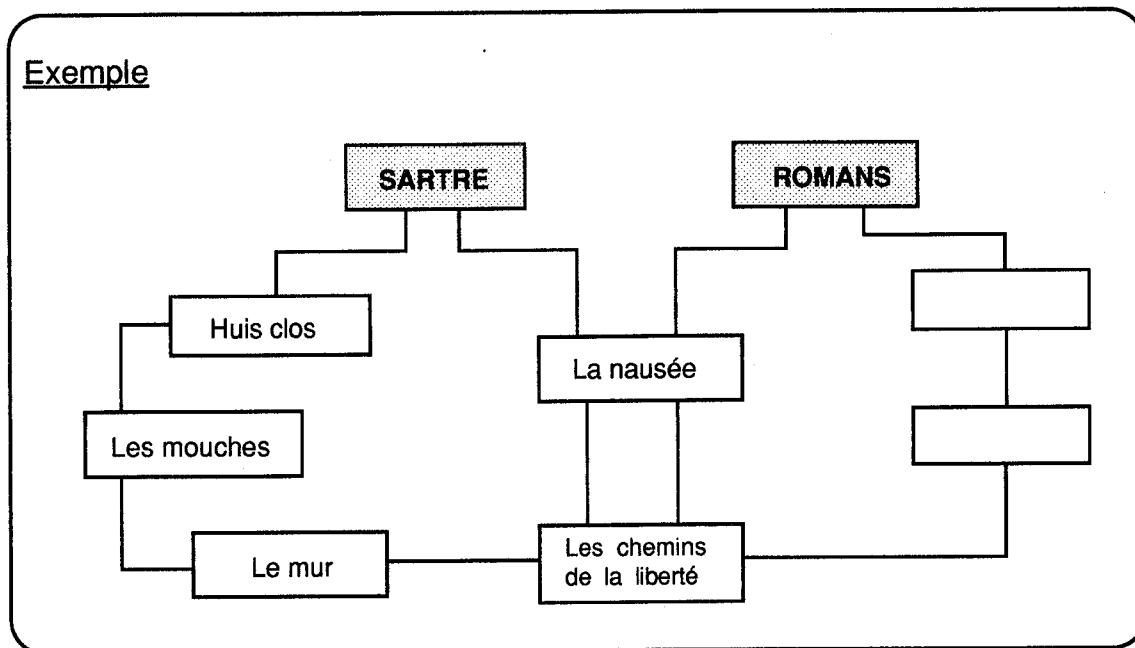 Exemple
SARTRE
ROMANS
Huis clos
La nausée
Les mouches
Les chemins
de la liberté
Le mur